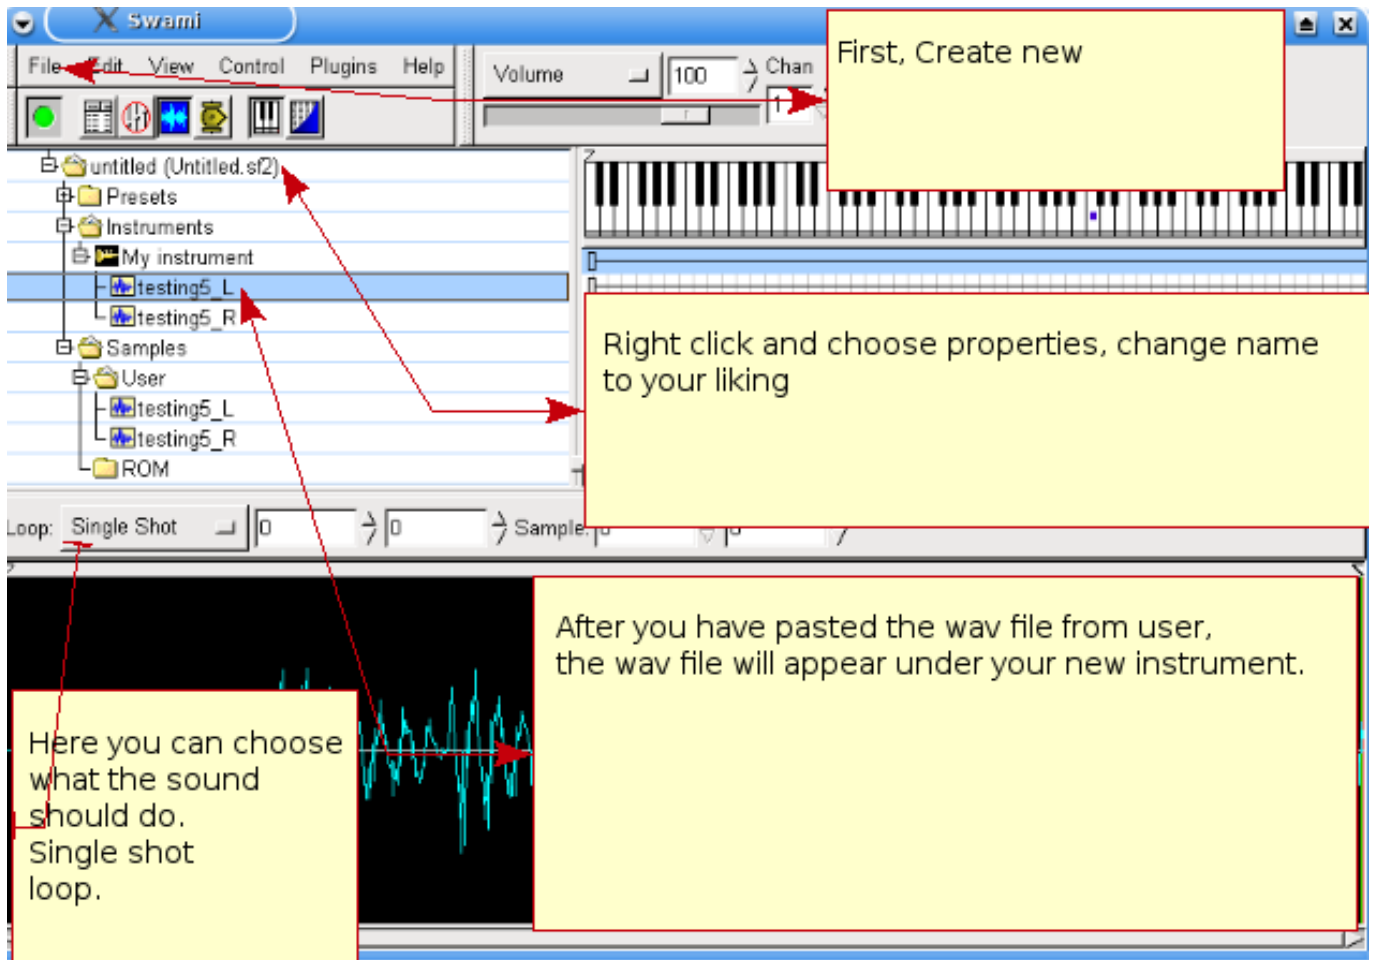 Swami
First, Create new
File Edit View Control Plugins Help
Volume 100 Chan
1
untitled (Untitled.sf2)
Presets
Instruments
My instrument
testing5_L
testing5_R
Samples
User
testing5_L
testing5_R
ROM
Right click and choose properties, change name
to your liking
Loop: Single Shot 0 0 Sample:
After you have pasted the wav file from user,
the wav file will appear under your new instrument.
Here you can choose
what the sound
should do.
Single shot
loop.